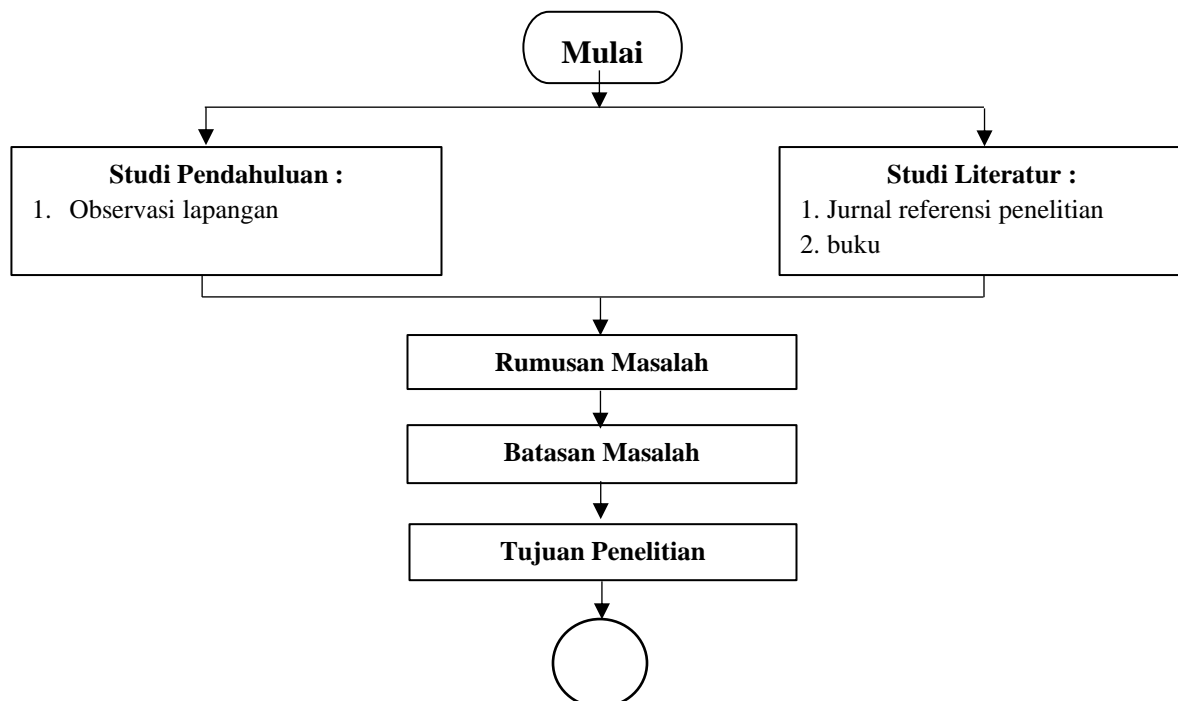 Mulai
Studi Pendahuluan :
1. Observasi lapangan
Studi Literatur :
1. Jurnal referensi penelitian
2. buku
Rumusan Masalah
Batasan Masalah
Tujuan Penelitian